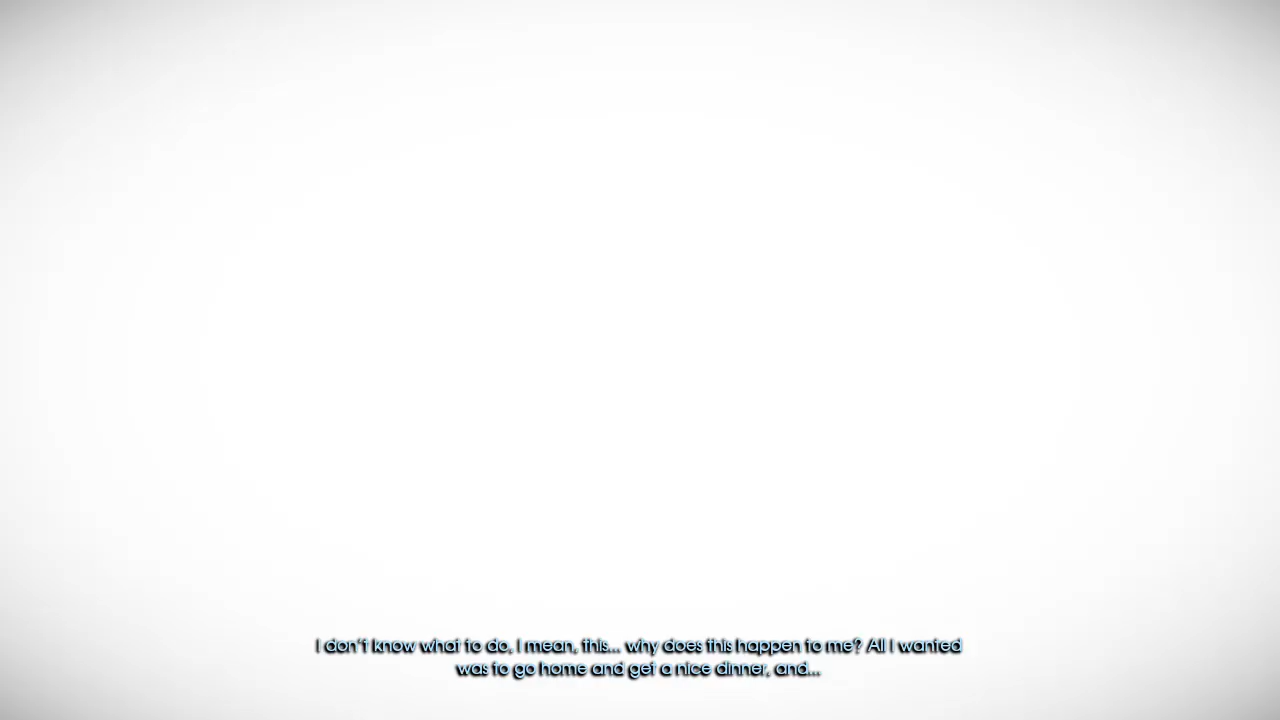 I don't know what to do, I mean, this... why does this happen to me? All I wanted
was to go home and get a nice dinner, and...